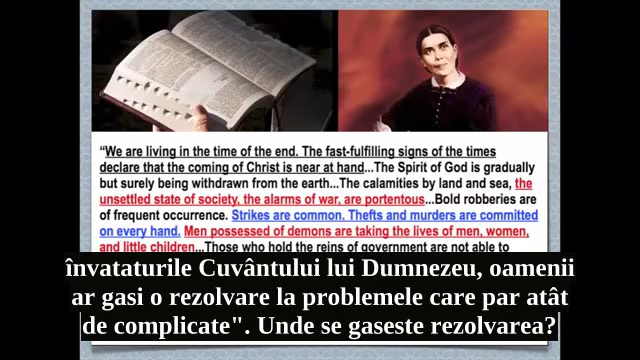 “We are living in the time of the end. The fast-fulfilling signs of the times
declare that the coming of Christ is near at hand...The Spirit of God is gradually
but surely being withdrawn from the earth...The calamities by land and sea, the
unsettled state of society, the alarms of war, are portentous...Bold robberies are
of frequent occurrence. Strikes are common. Thefts and murders are committed
on every hand. Men possessed of demons are taking the lives of men, women,
and little children...Those who hold the reins of government are not able to
învataturile Cuvântului lui Dumnezeu, oamenii
ar gasi o rezolvare la problemele care par atât
de complicate". Unde se gaseste rezolvarea?